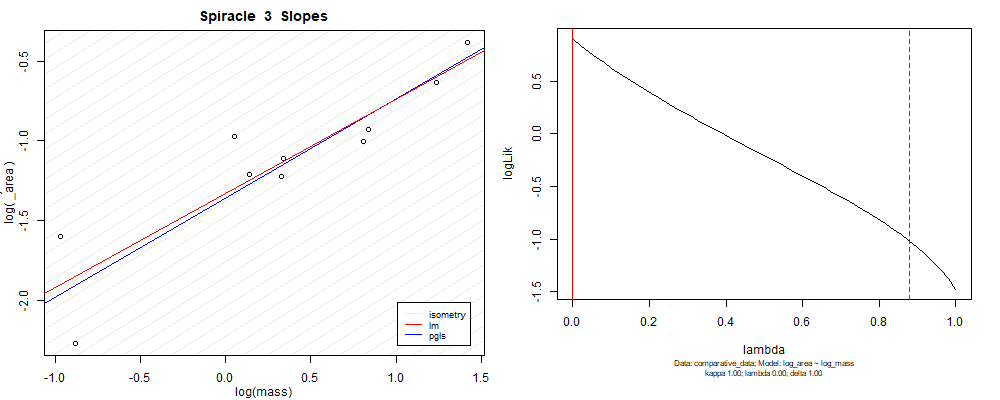 Spiracle 3 Slopes
-0.5
-1.0
-1.5
-2.0
log(_area)
-1.0 -0.5 0.0 0.5 1.0 1.5
log(mass)
isometry
lm
pgls
0.5
0.0
-0.5
-1.0
-1.5
logLik
0.0 0.2 0.4 0.6 0.8 1.0
lambda
Data: comparative_data; Model: log_area ~ log_mass
kappa 1.00; lambda 0.00; delta 1.00